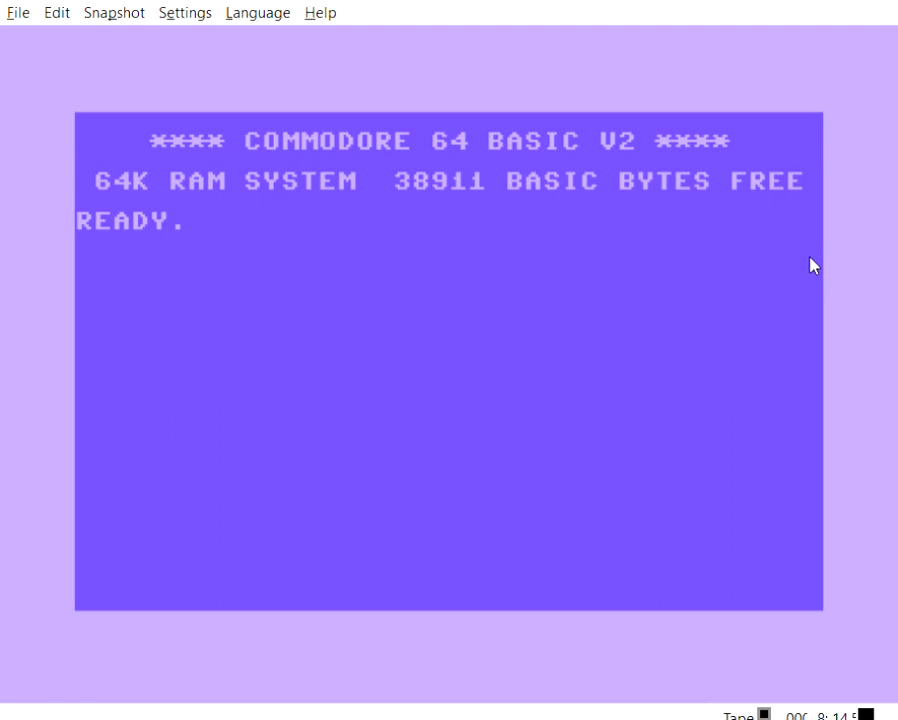 File Edit Snapshot Settings Language Help
**** COMMODORE 64 BASIC V2 ****
64K RAM SYSTEM 38911 BASIC BYTES FREE
READY.
Tape